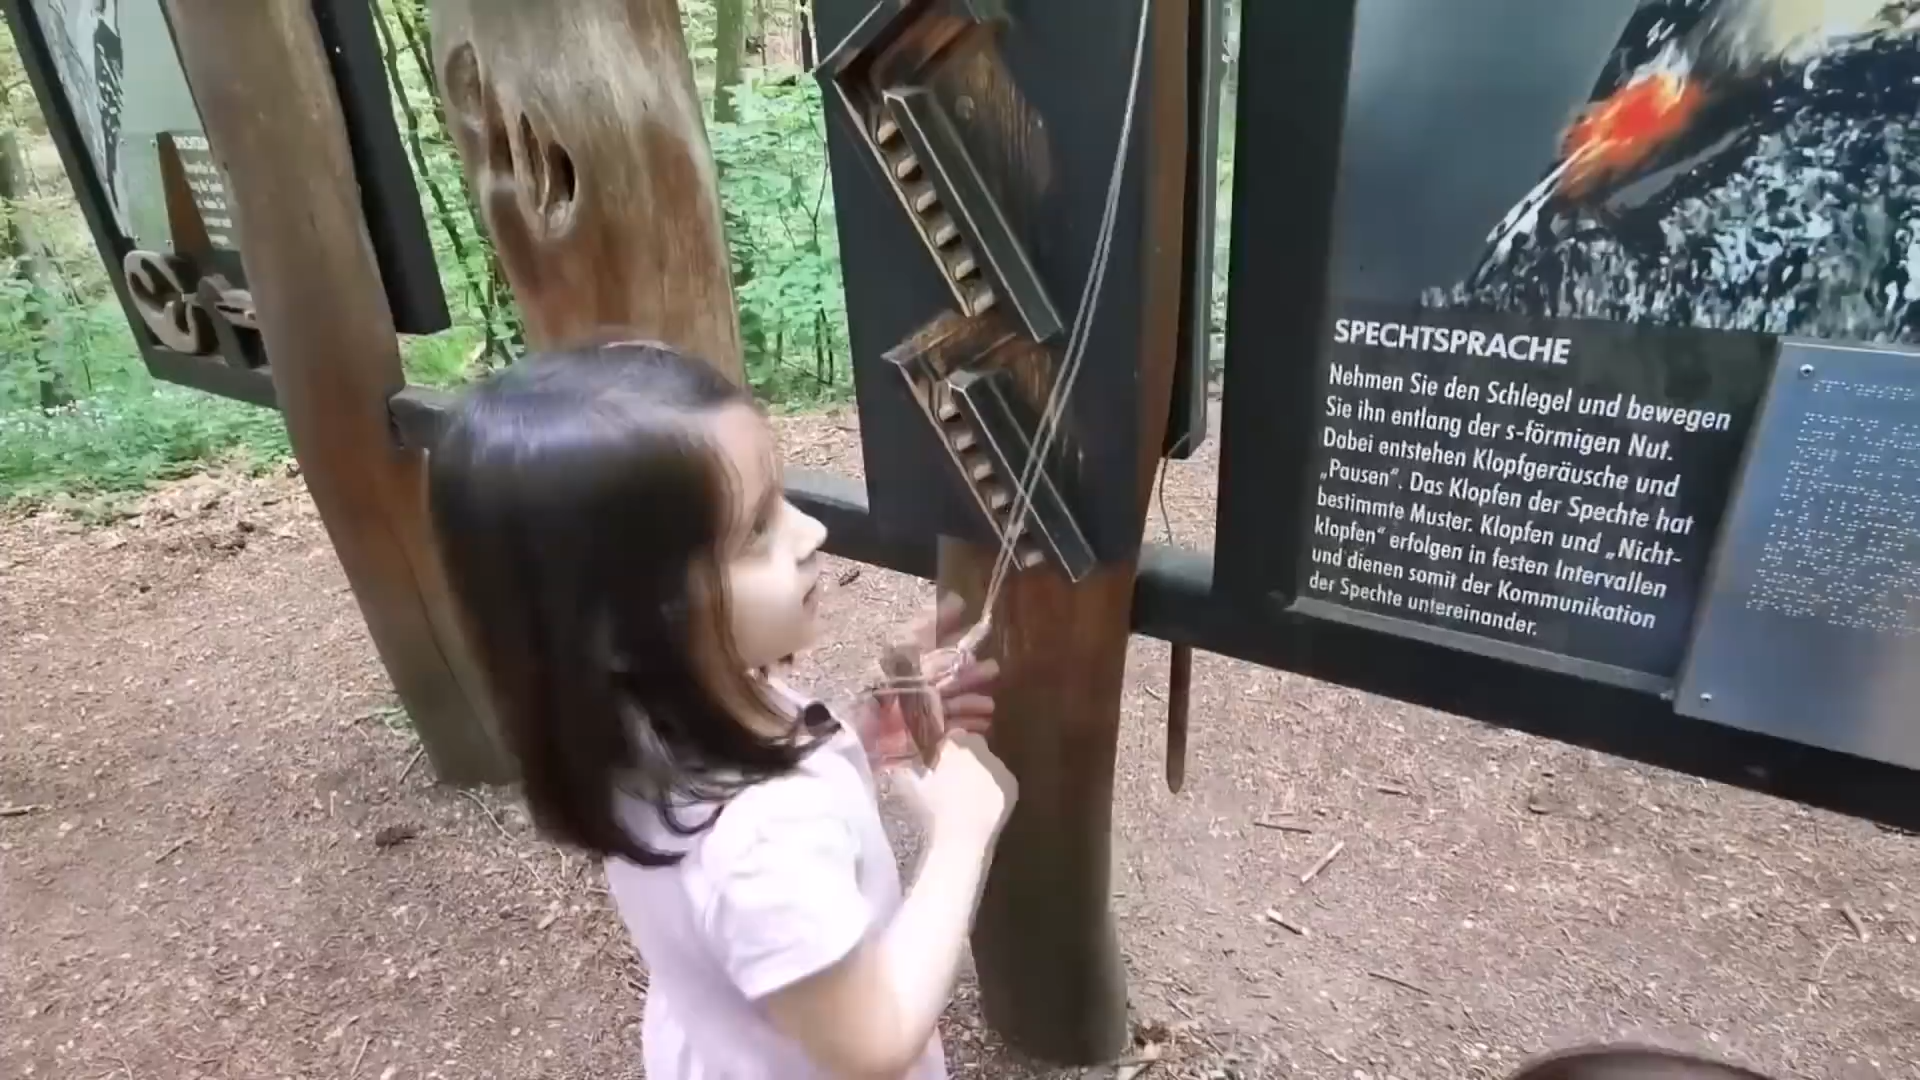 SPECHTSPRACHE
Nehmen Sie den Schlegel und bewegen
Sie ihn entlang der s-förmigen Nut.
Dabei entstehen Klopfgeräusche und
„Pausen“. Das Klopfen der Spechte hat
bestimmte Muster. Klopfen und „Nicht-
klopfen“ erfolgen in festen Intervallen
und dienen somit der Kommunikation
der Spechte untereinander.